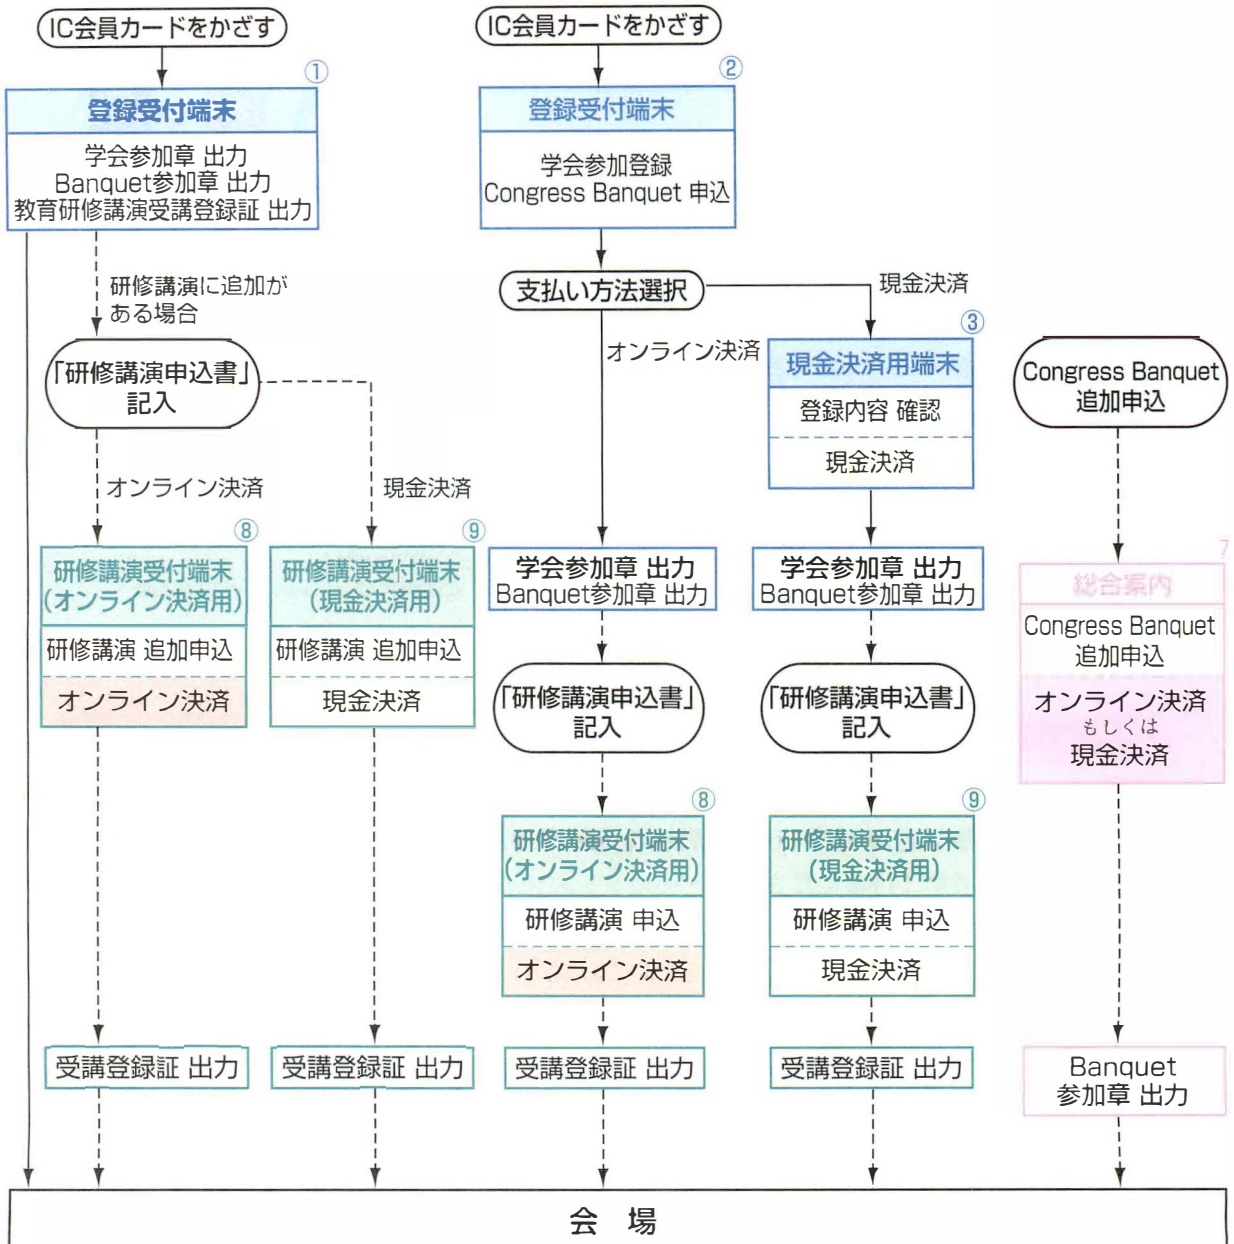 IC会員カードをかざす
①
登録受付端末
学会参加章 出力
Banquet参加章 出力
教育研修講演受講登録証 出力
研修講演に追加が
ある場合
「研修講演申込書」
記入
オンライン決済
現金決済
⑧
研修講演受付端末
(オンライン決済用)
研修講演 追加申込
オンライン決済
受講登録証 出力
⑨
研修講演受付端末
(現金決済用)
研修講演 追加申込
現金決済
受講登録証 出力
IC会員カードをかざす
②
登録受付端末
学会参加登録
Congress Banquet 申込
支払い方法選択
オンライン決済
現金決済
学会参加章 出力
Banquet参加章 出力
「研修講演申込書」
記入
⑧
研修講演受付端末
(オンライン決済用)
研修講演 申込
オンライン決済
受講登録証 出力
③
現金決済用端末
登録内容 確認
現金決済
学会参加章 出力
Banquet参加章 出力
「研修講演申込書」
記入
⑨
研修講演受付端末
(現金決済用)
研修講演 申込
現金決済
受講登録証 出力
Congress Banquet
追加申込
7
総合案内
Congress Banquet
追加申込
オンライン決済
もしくは
現金決済
Banquet
参加章 出力
会 場